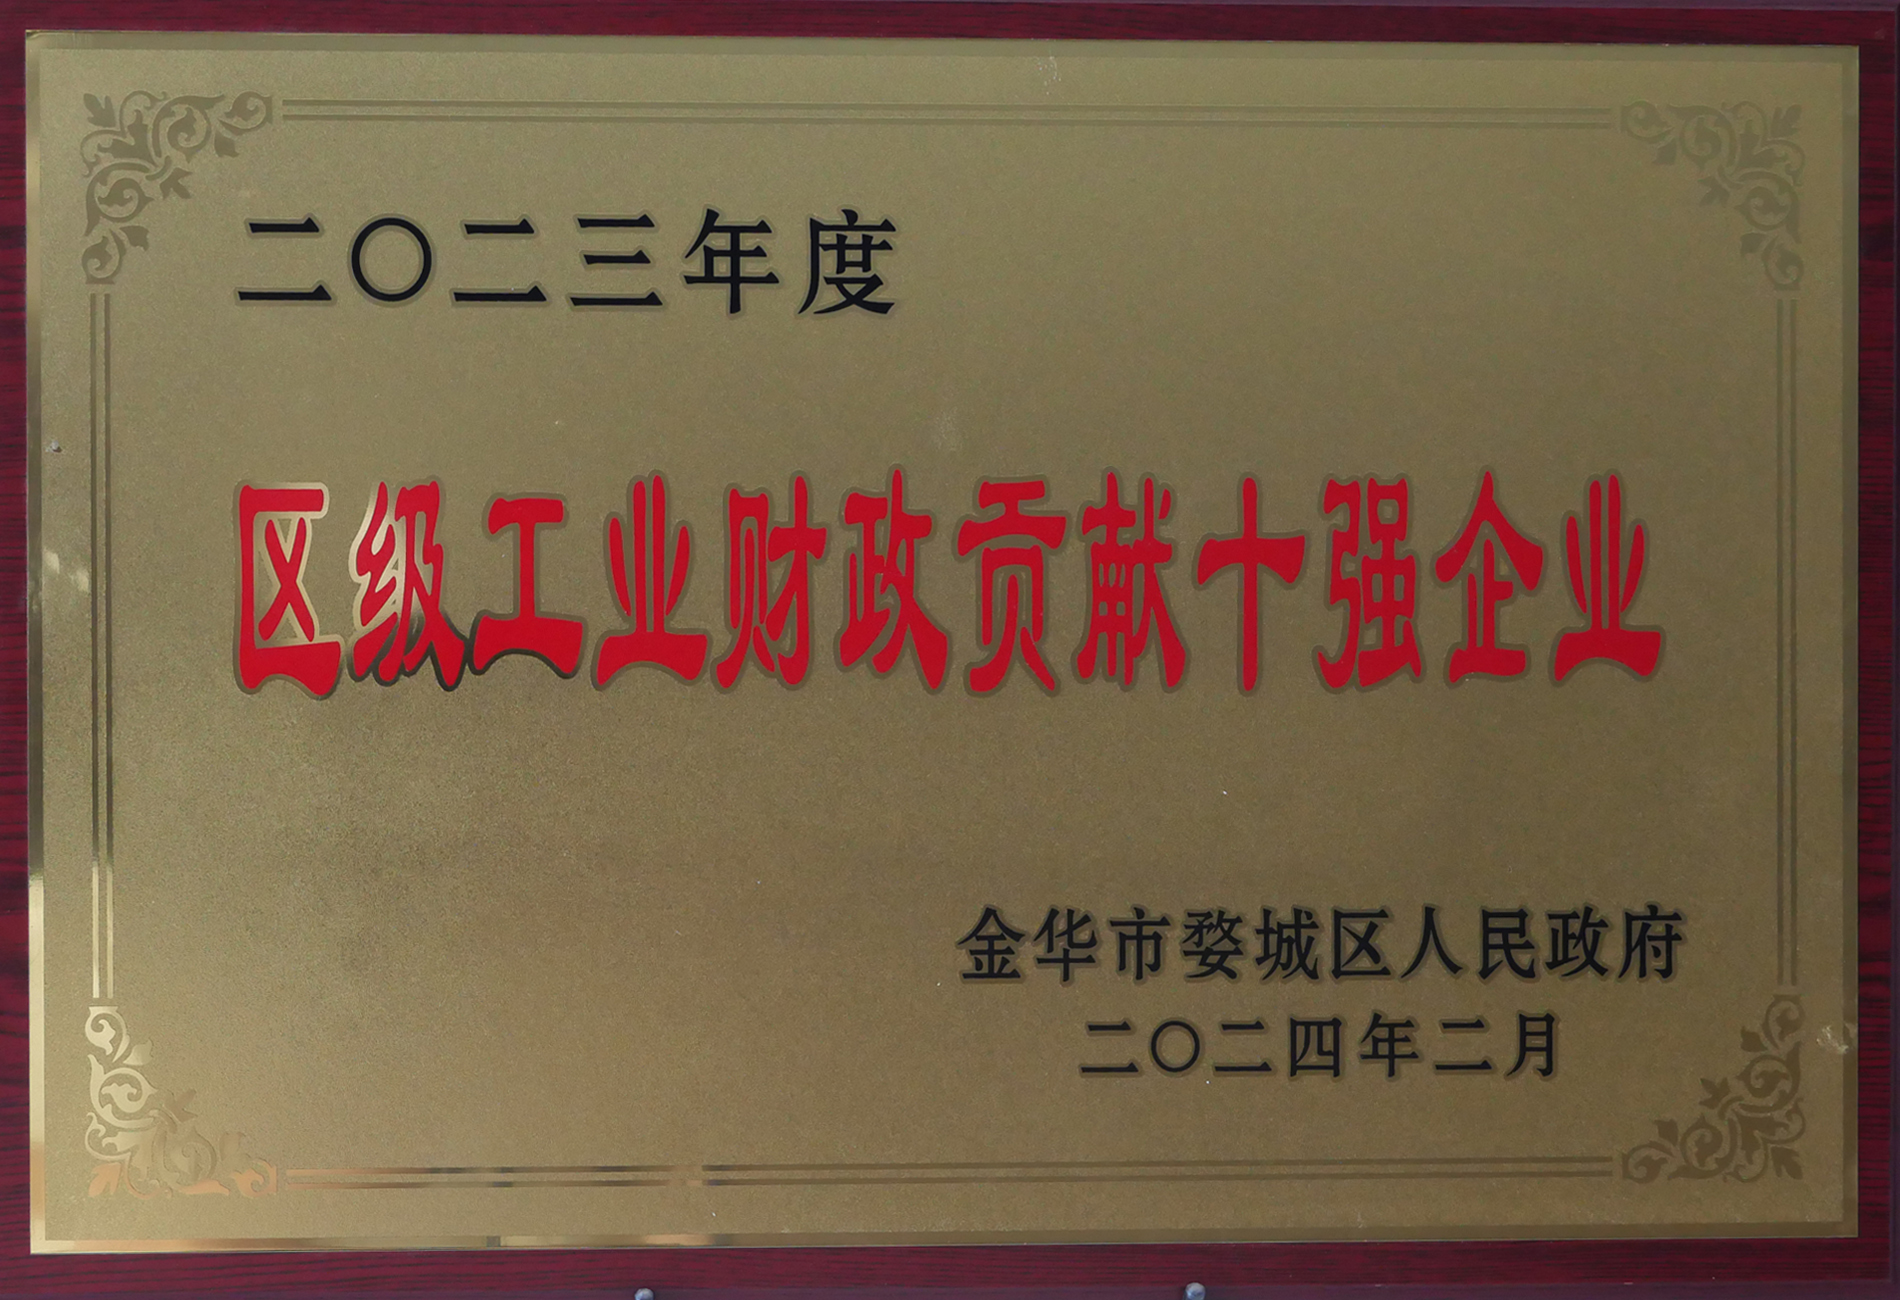 二〇二三年度
区级工业财政贡献十强企业
金华市婺城区人民政府
二〇二四年二月